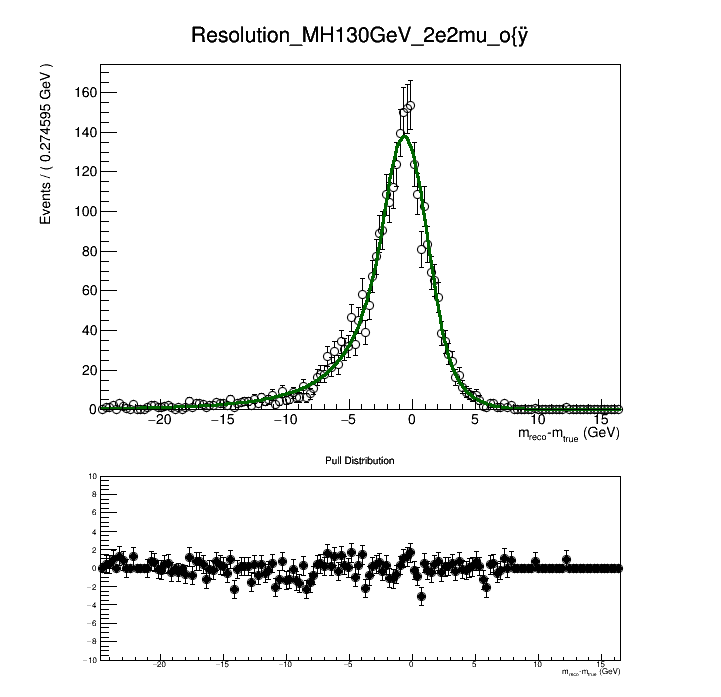 Resolution_MH130GeV_2e2mu_o{ÿ
Events / ( 0.274595 GeV )
160
140
120
100
80
60
40
20
0
−20 −15 −10 −5 0 5 10 15
m_reco-m_true (GeV)
Pull Distribution
10
8
6
4
2
0
−2
−4
−6
−8
−10
−20 −15 −10 −5 0 5 10 15
m_reco-m_true (GeV)